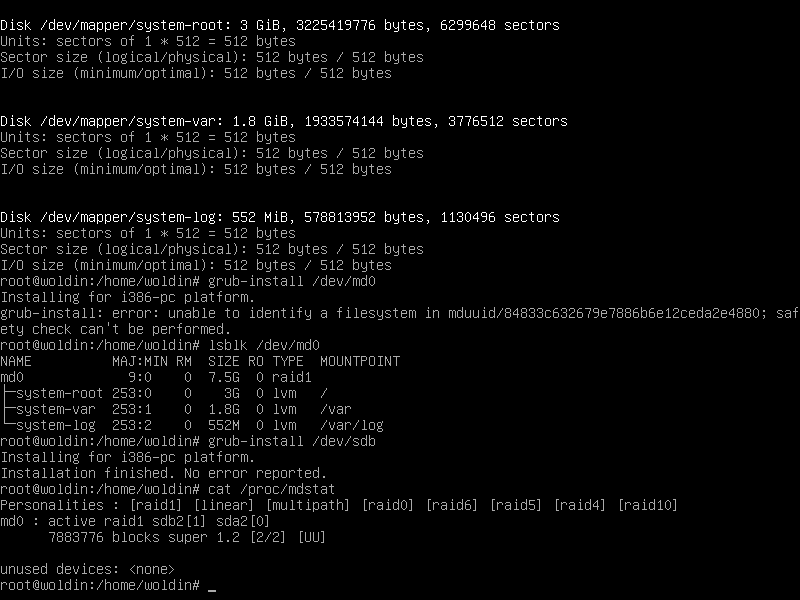 Disk /dev/mapper/system-root: 3 GiB, 3225419776 bytes, 6299648 sectors
Units: sectors of 1 * 512 = 512 bytes
Sector size (logical/physical): 512 bytes / 512 bytes
I/O size (minimum/optimal): 512 bytes / 512 bytes
Disk /dev/mapper/system-var: 1.8 GiB, 1933574144 bytes, 3776512 sectors
Units: sectors of 1 * 512 = 512 bytes
Sector size (logical/physical): 512 bytes / 512 bytes
I/O size (minimum/optimal): 512 bytes / 512 bytes
Disk /dev/mapper/system-log: 552 MiB, 578813952 bytes, 1130496 sectors
Units: sectors of 1 * 512 = 512 bytes
Sector size (logical/physical): 512 bytes / 512 bytes
I/O size (minimum/optimal): 512 bytes / 512 bytes
root@woldin:/home/woldin# grub-install /dev/md0
Installing for i386-pc platform.
grub-install: error: unable to identify a filesystem in mduuid/84833c632679e7886b6e12ceda2e4880; saf
ety check can't be performed.
root@woldin:/home/woldin# lsblk /dev/md0
NAME          MAJ:MIN RM  SIZE RO TYPE  MOUNTPOINT
md0             9:0    0  7.5G  0 raid1
├─system-root 253:0    0    3G  0 lvm   /
├─system-var  253:1    0  1.8G  0 lvm   /var
└─system-log  253:2    0  552M  0 lvm   /var/log
root@woldin:/home/woldin# grub-install /dev/sdb
Installing for i386-pc platform.
Installation finished. No error reported.
root@woldin:/home/woldin# cat /proc/mdstat
Personalities : [raid1] [linear] [multipath] [raid0] [raid6] [raid5] [raid4] [raid10]
md0 : active raid1 sdb2[1] sda2[0]
      7883776 blocks super 1.2 [2/2] [UU]
unused devices: <none>
root@woldin:/home/woldin# _